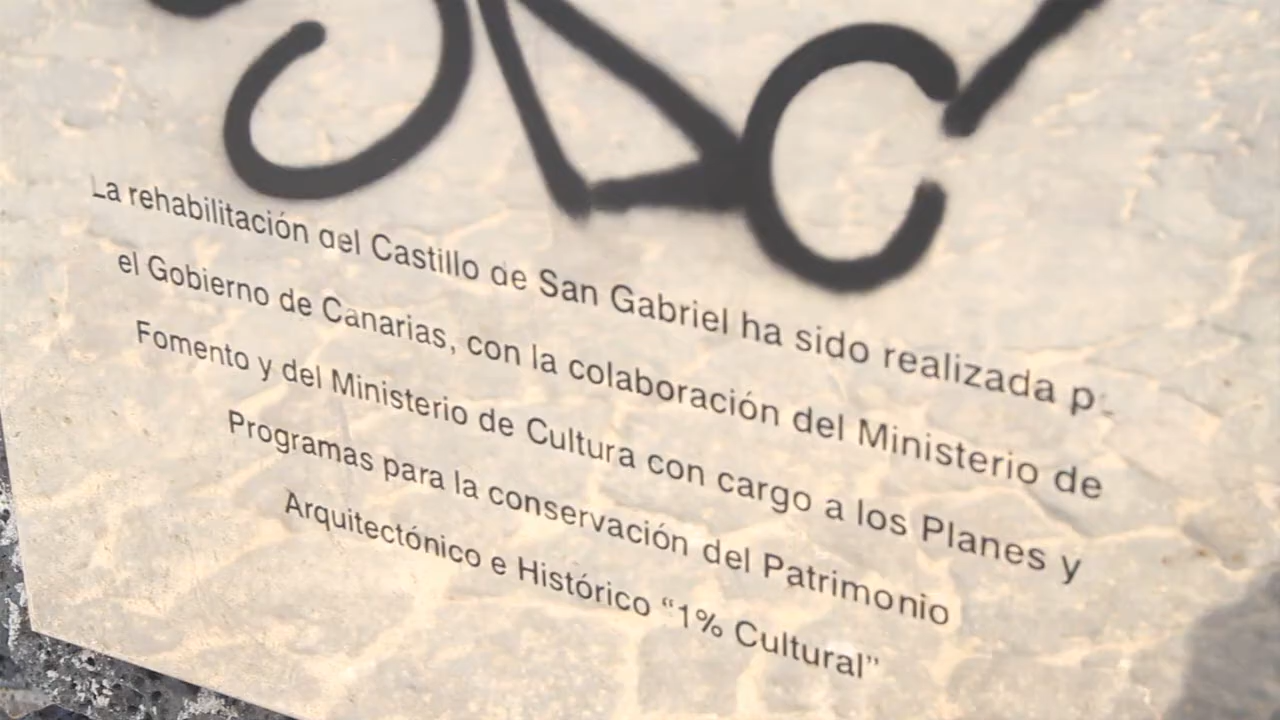 La rehabilitación del Castillo de San Gabriel ha sido realizada
el Gobierno de Canarias, con la colaboración del Ministerio de
Fomento y del Ministerio de Cultura con cargo a los Planes y
Programas para la conservación del Patrimonio
Arquitectónico e Histórico “1% Cultural”